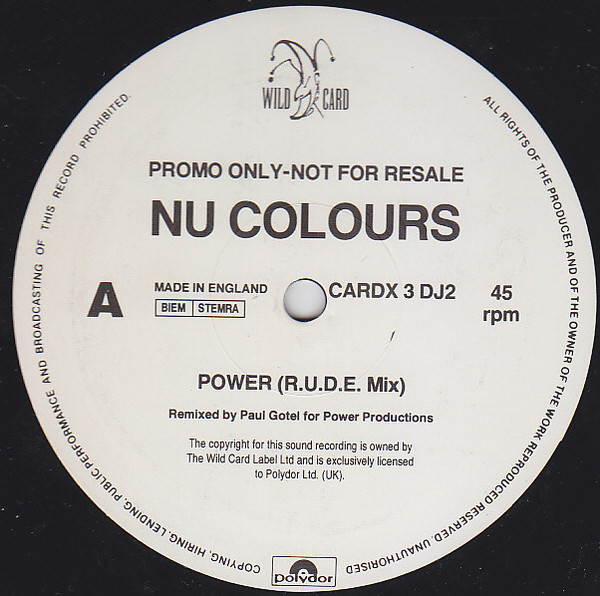 WILD CARD
PROMO ONLY-NOT FOR RESALE
NU COLOURS
A
MADE IN ENGLAND
BIEM STEMRA
CARDX 3 DJ2
45
rpm
POWER (R.U.D.E. Mix)
Remixed by Paul Gotel for Power Productions
The copyright for this sound recording is owned by
The Wild Card Label Ltd and is exclusively licensed
to Polydor Ltd. (UK).
polydor
ALL RIGHTS OF THE PRODUCER AND OF THE OWNER OF THE WORK REPRODUCED RESERVED. UNAUTHORISED
COPYING, HIRING, LENDING, PUBLIC PERFORMANCE AND BROADCASTING OF THIS RECORD PROHIBITED.